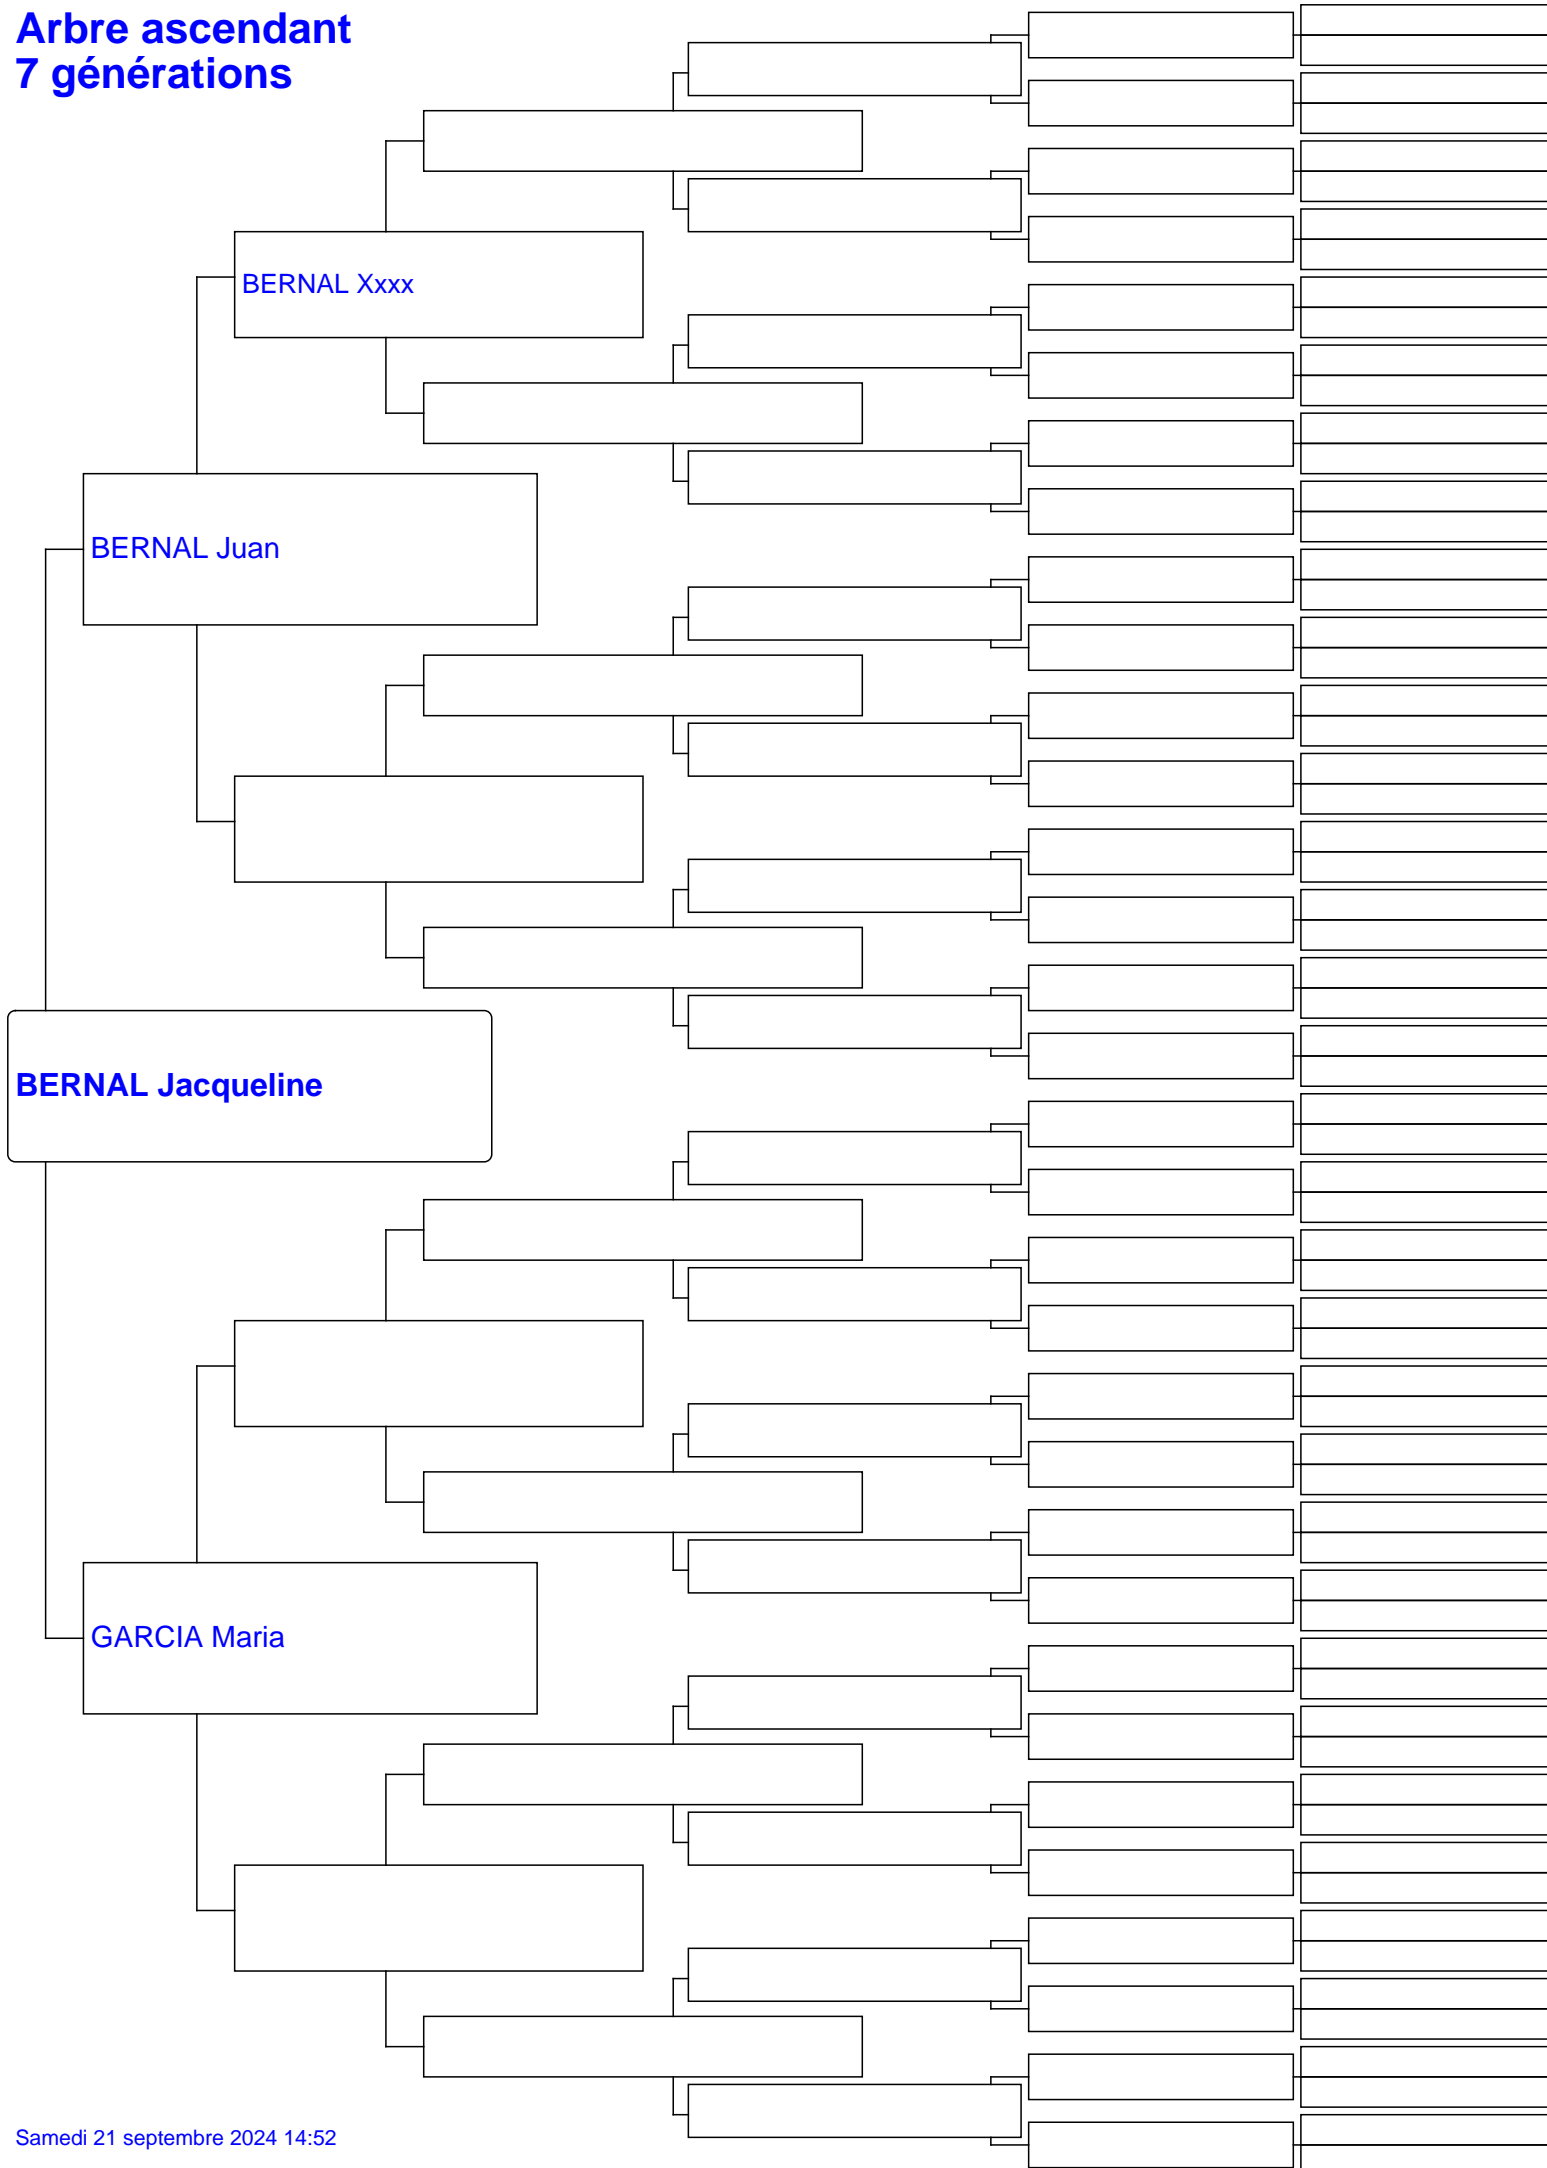 Arbre ascendant
7 générations
BERNAL Xxxx
BERNAL Juan
BERNAL Jacqueline
GARCIA Maria
Samedi 21 septembre 2024 14:52